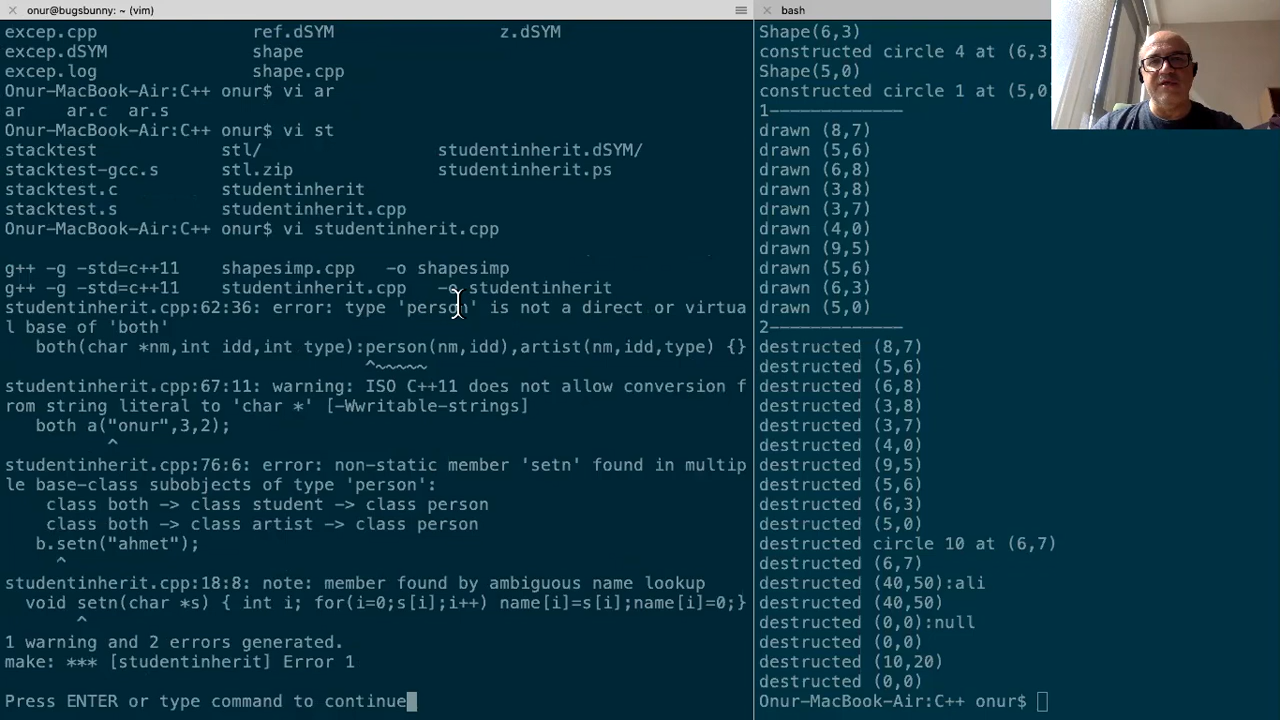 onur@bugsbunny: ~ (vim)
excep.cpp ref.dSYM z.dSYM
excep.dSYM shape
excep.log shape.cpp
Onur-MacBook-Air:C++ onur$ vi ar
ar ar.c ar.s
Onur-MacBook-Air:C++ onur$ vi st
stacktest stl/ studentinherit.dSYM/
stacktest-gcc.s stl.zip studentinherit.ps
stacktest.c studentinherit
stacktest.s studentinherit.cpp
Onur-MacBook-Air:C++ onur$ vi studentinherit.cpp
g++ -g -std=c++11 shapesimp.cpp -o shapesimp
g++ -g -std=c++11 studentinherit.cpp -o studentinherit
studentinherit.cpp:62:36: error: type 'person' is not a direct or virtua
l base of 'both'
both(char *nm,int idd,int type):person(nm,idd),artist(nm,idd,type) {}
^~~~~~
studentinherit.cpp:67:11: warning: ISO C++11 does not allow conversion f
rom string literal to 'char *' [-Wwritable-strings]
both a("onur",3,2);
^
studentinherit.cpp:76:6: error: non-static member 'setn' found in multip
le base-class subobjects of type 'person':
class both -> class student -> class person
class both -> class artist -> class person
b.setn("ahmet");
^
studentinherit.cpp:18:8: note: member found by ambiguous name lookup
void setn(char *s) { int i; for(i=0;s[i];i++) name[i]=s[i];name[i]=0;}
^
1 warning and 2 errors generated.
make: *** [studentinherit] Error 1
Press ENTER or type command to continue
bash
Shape(6,3)
constructed circle 4 at (6,3
Shape(5,0)
constructed circle 1 at (5,0
1-------------
drawn (8,7)
drawn (5,6)
drawn (6,8)
drawn (3,8)
drawn (3,7)
drawn (4,0)
drawn (9,5)
drawn (5,6)
drawn (6,3)
drawn (5,0)
2-------------
destructed (8,7)
destructed (5,6)
destructed (6,8)
destructed (3,8)
destructed (3,7)
destructed (4,0)
destructed (9,5)
destructed (5,6)
destructed (6,3)
destructed (5,0)
destructed circle 10 at (6,7)
destructed (6,7)
destructed (40,50):ali
destructed (40,50)
destructed (0,0):null
destructed (0,0)
destructed (10,20)
destructed (0,0)
Onur-MacBook-Air:C++ onur$